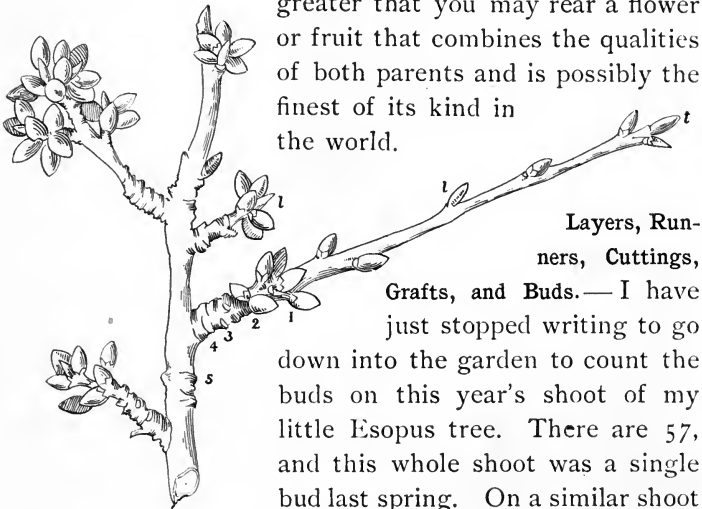 greater that you may rear a flower
or fruit that combines the qualities
of both parents and is possibly the
finest of its kind in
the world.
t
l
l
Layers, Run-
ners, Cuttings,
Grafts, and Buds.— I have
1
2
3
4
just stopped writing to go
down into the garden to count the
5
buds on this year's shoot of my
little Esopus tree. There are 57,
and this whole shoot was a single
bud last spring. On a similar shoot